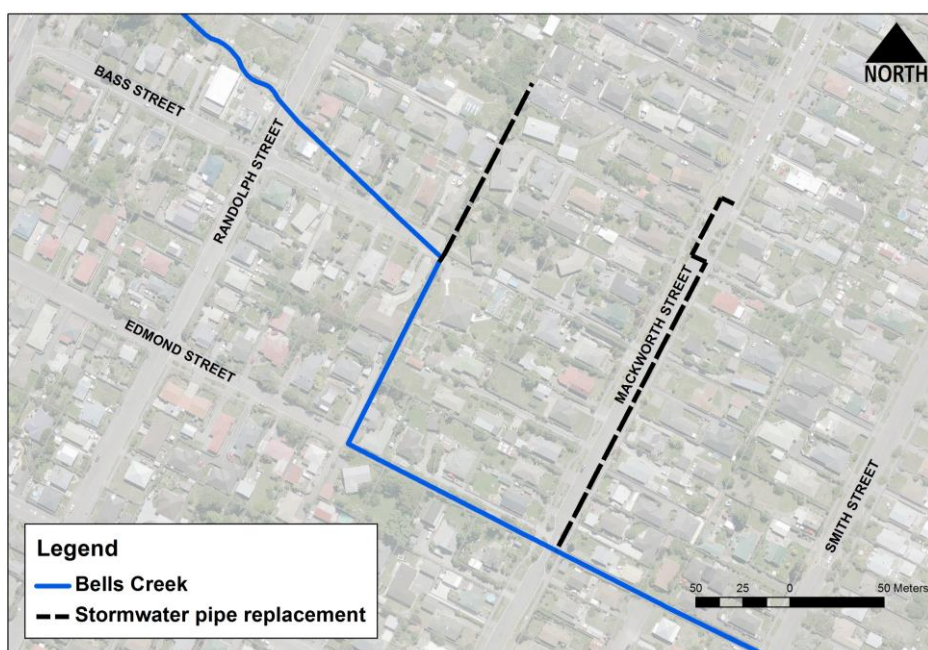 NORTH
BASS STREET
RANDOLPH STREET
EDMOND STREET
MACKWORTH STREET
SMITH STREET
Legend
Bells Creek
Stormwater pipe replacement
50 25 0 50 Meters